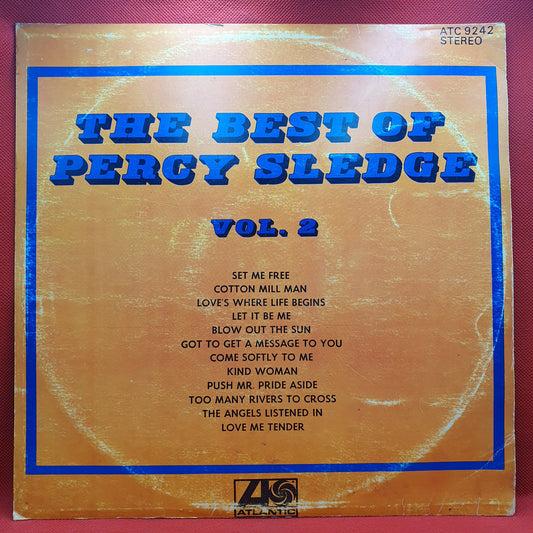 ATC 9242
STEREO
THE BEST OF
PERCY SLEDGE
VOL. 2
SET ME FREE
COTTON MILL MAN
LOVE'S WHERE LIFE BEGINS
LET IT BE ME
BLOW OUT THE SUN
GOT TO GET A MESSAGE TO YOU
COME SOFTLY TO ME
KIND WOMAN
PUSH MR. PRIDE ASIDE
TOO MANY RIVERS TO CROSS
THE ANGELS LISTENED IN
LOVE ME TENDER
ATLANTIC